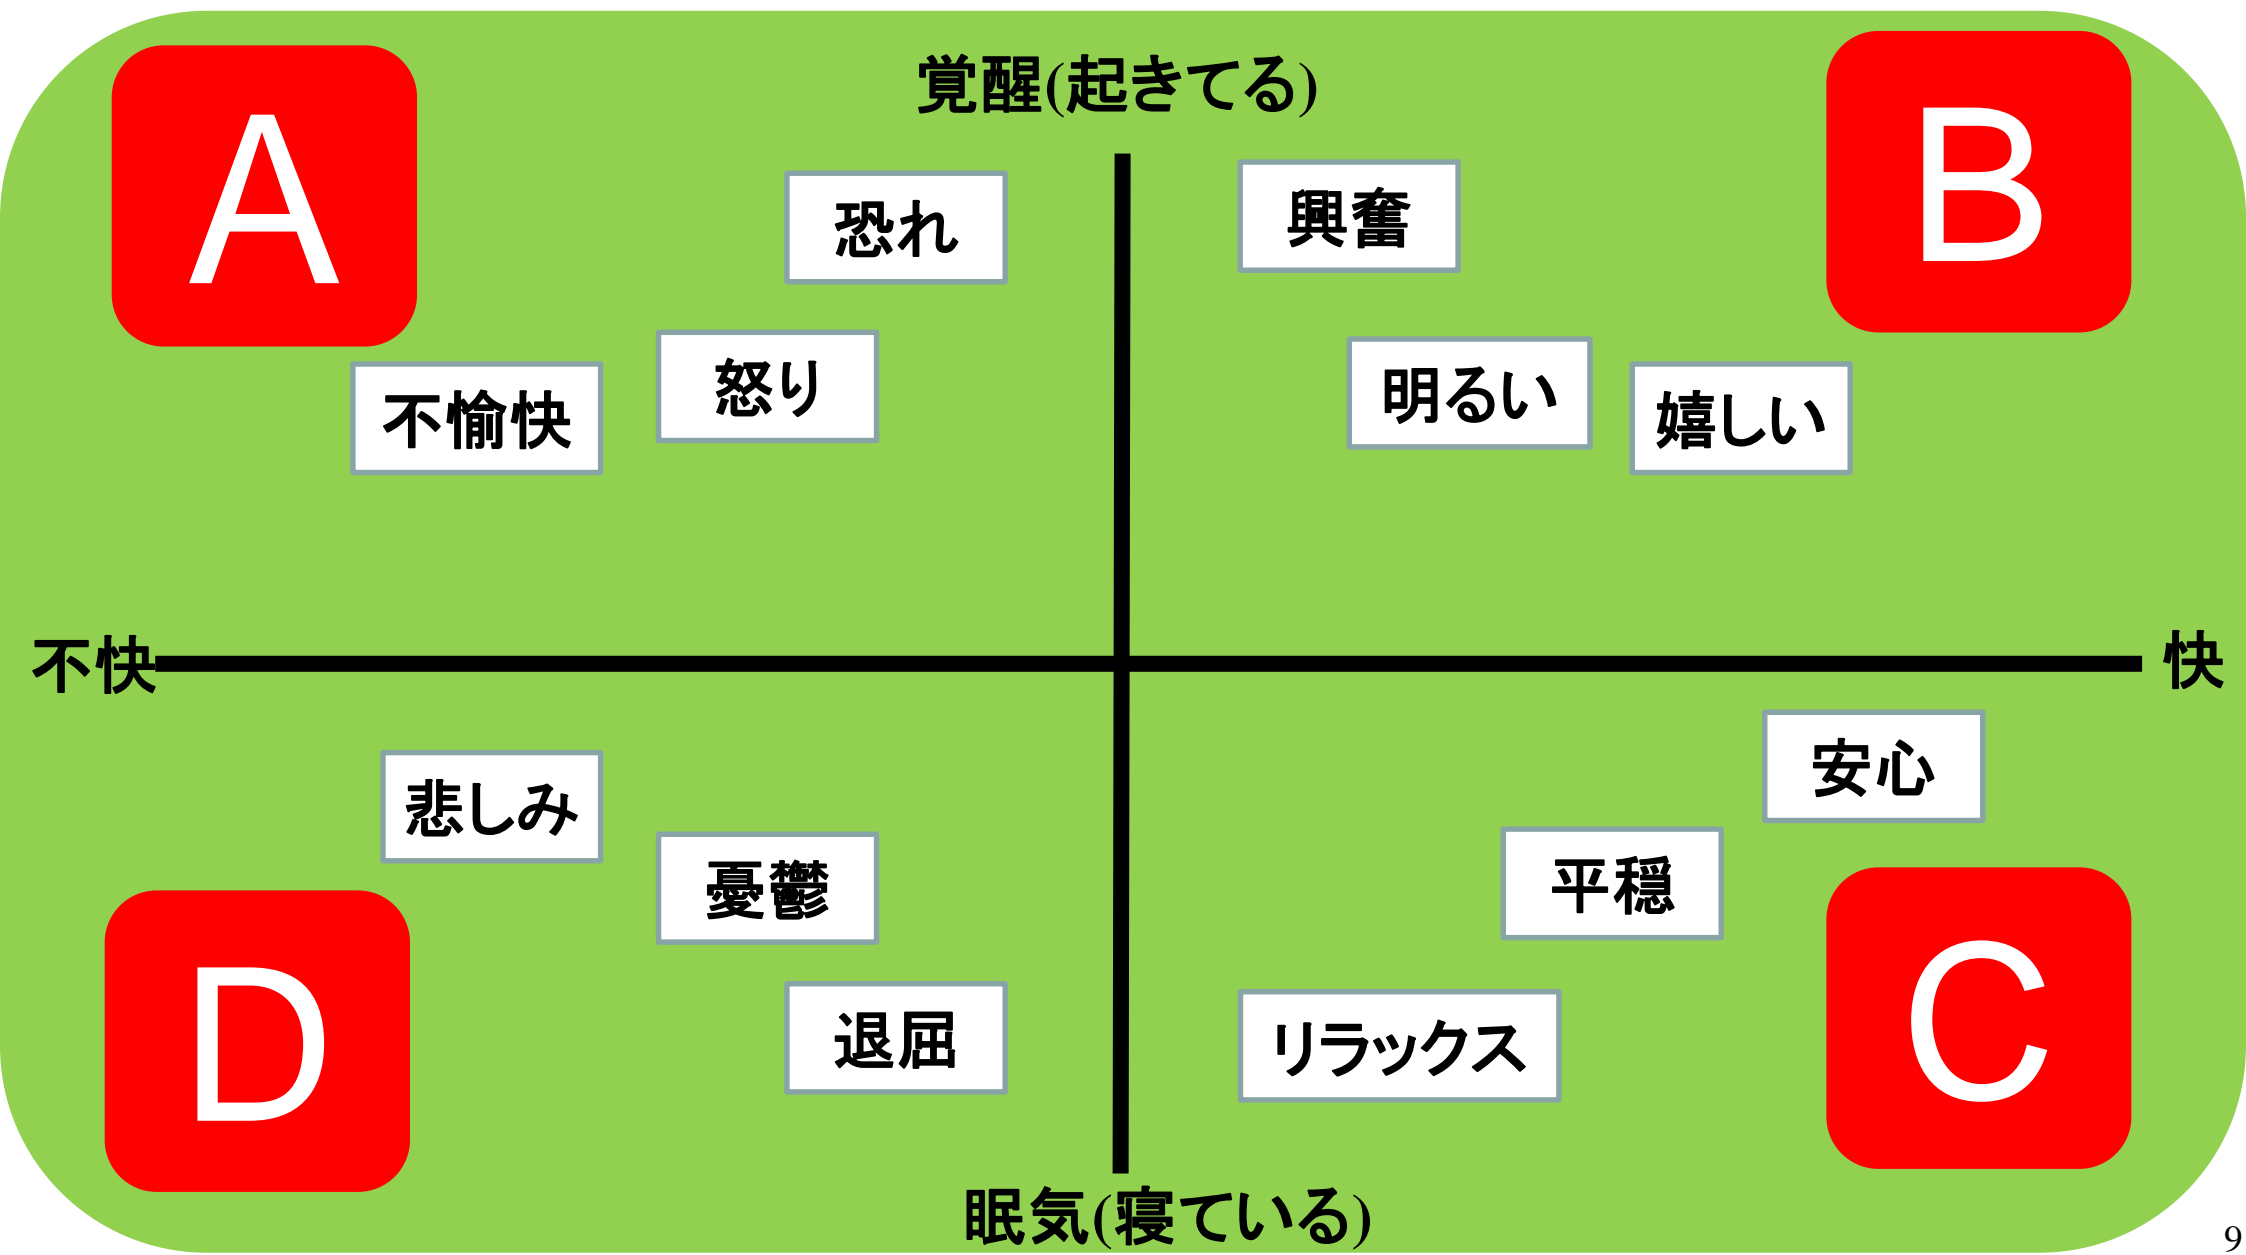 覚醒(起きてる)
A
B
恐れ
興奮
怒り
明るい
不愉快
嬉しい
不快
快
安心
悲しみ
平穏
憂鬱
D
C
退屈
リラックス
眠気(寝ている)
9